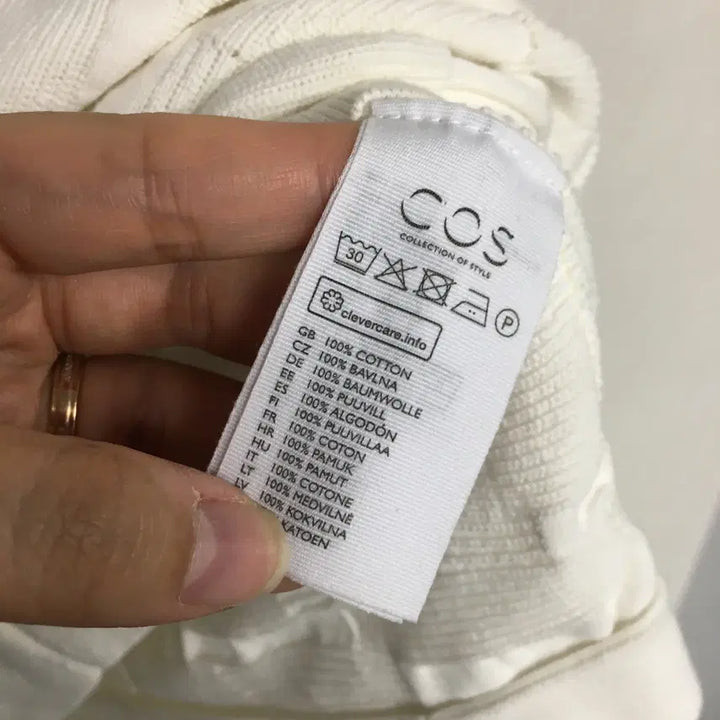 COS
COLLECTION OF STYLE
30
P
clevercare.info
GB 100% COTTON
CZ 100% BAVLNA
DE 100% BAUMWOLLE
EE 100% PUUVILL
ES 100% ALGODÓN
FI 100% PUUVILLAA
FR 100% COTON
HR 100% PAMUK
HU 100% PAMUT
IT 100% COTONE
LT 100% MEDVILNĖ
LV 100% KOKVILNA
KATOEN